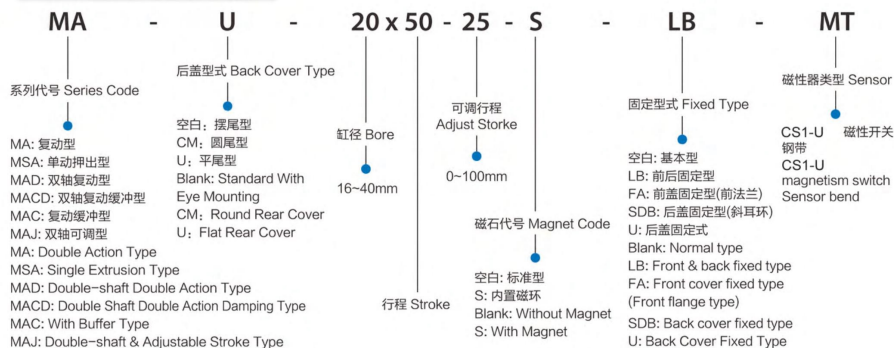 MA - U - 20 x 50 - 25 - S - LB - MT
系列代号 Series Code
MA: 复动型
MSA: 单动押出型
MAD: 双轴复动型
MACD: 双轴复动缓冲型
MAC: 复动缓冲型
MAJ: 双轴可调型
MA: Double Action Type
MSA: Single Extrusion Type
MAD: Double-shaft Double Action Type
MACD: Double Shaft Double Action Damping Type
MAC: With Buffer Type
MAJ: Double-shaft & Adjustable Stroke Type
后盖型式 Back Cover Type
空白: 摆尾型
CM: 圆尾型
U: 平尾型
Blank: Standard With
Eye Mounting
CM: Round Rear Cover
U: Flat Rear Cover
缸径 Bore
16~40mm
行程 Stroke
可调行程
Adjust Storke
0~100mm
磁石代号 Magnet Code
空白: 标准型
S: 内置磁环
Blank: Without Magnet
S: With Magnet
固定型式 Fixed Type
空白: 基本型
LB: 前后固定型
FA: 前盖固定型(前法兰)
SDB: 后盖固定型(斜耳环)
U: 后盖固定式
Blank: Normal type
LB: Front & back fixed type
FA: Front cover fixed type
(Front flange type)
SDB: Back cover fixed type
U: Back Cover Fixed Type
磁性器类型 Sensor
CS1-U 磁性开关
钢带
CS1-U
magnetism switch
Sensor bend